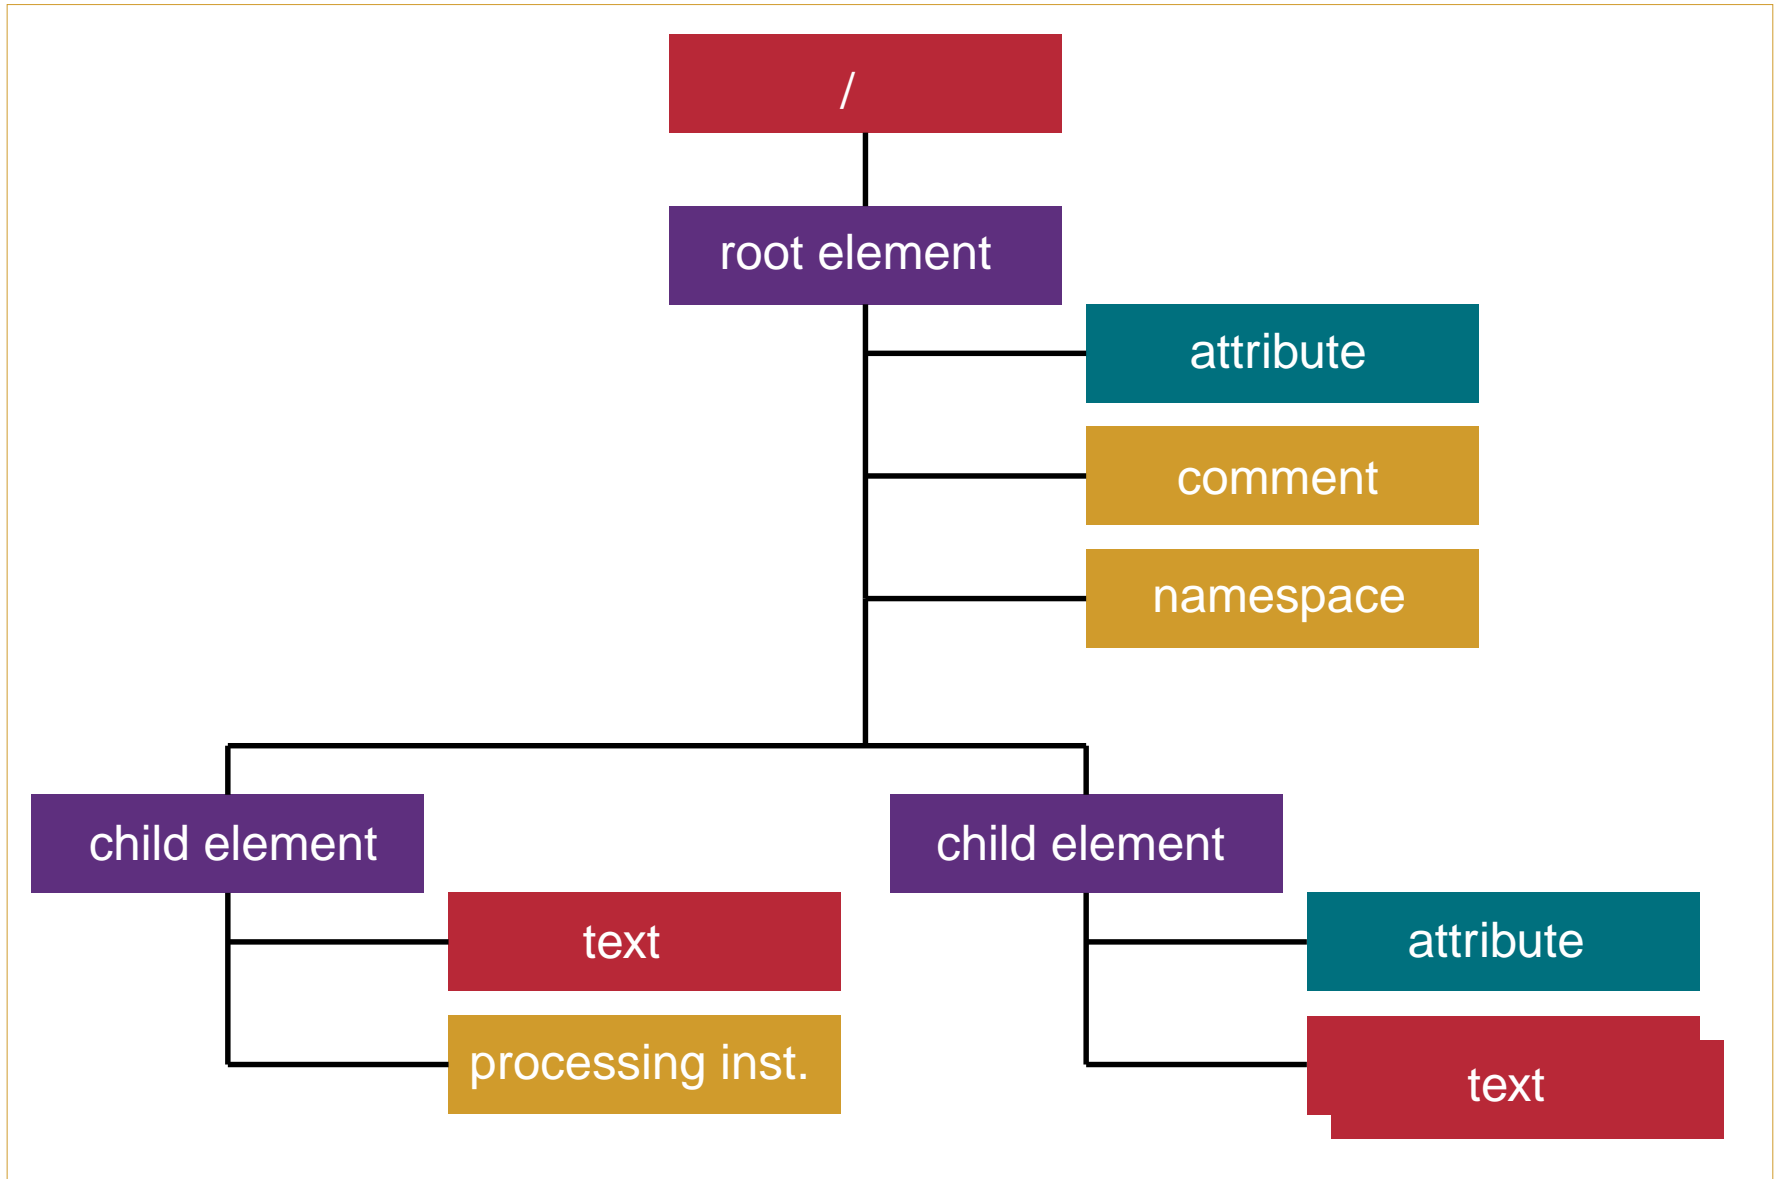 /
root element
attribute
comment
namespace
child element
child element
text
attribute
processing inst.
text